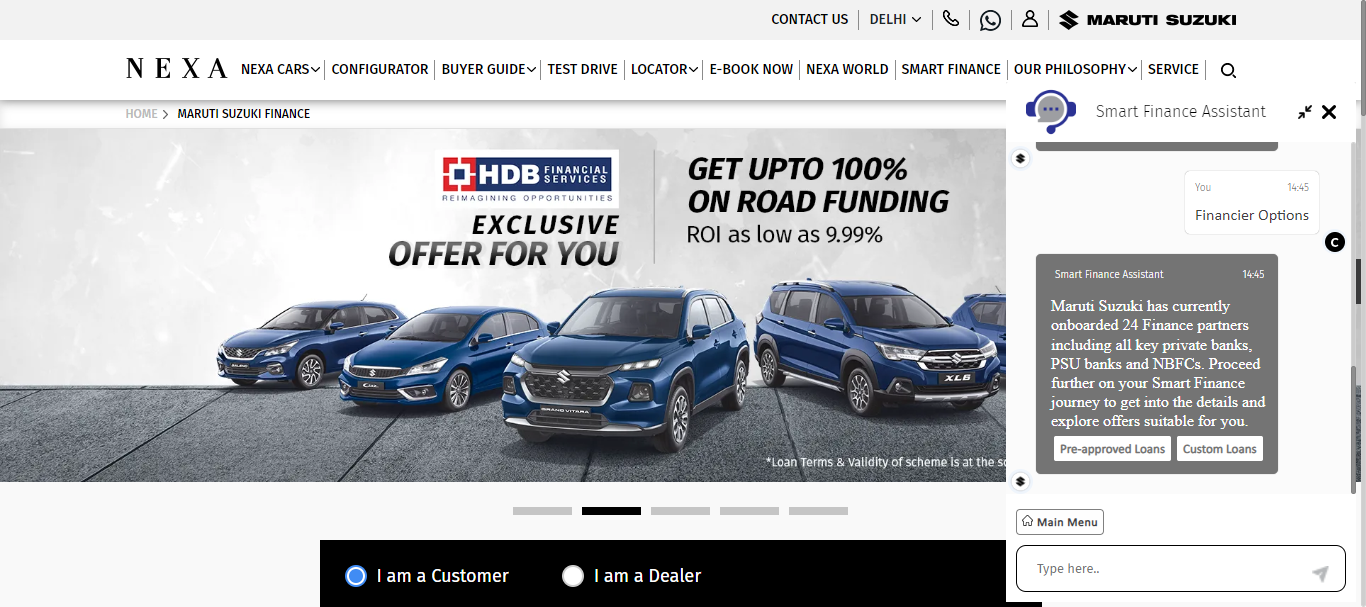 CONTACT US
DELHI
MARUTI SUZUKI
NEXA
NEXA CARS
CONFIGURATOR
BUYER GUIDE
TEST DRIVE
LOCATOR
E-BOOK NOW
NEXA WORLD
SMART FINANCE
OUR PHILOSOPHY
SERVICE
HOME
MARUTI SUZUKI FINANCE
HDB FINANCIAL SERVICES
REIMAGINING OPPORTUNITIES
EXCLUSIVE
OFFER FOR YOU
GET UPTO 100%
ON ROAD FUNDING
ROI as low as 9.99%
BALENO
CIAZ
GRAND VITARA
XL6
*Loan Terms & Validity of scheme is at the
I am a Customer
I am a Dealer
Smart Finance Assistant
You 14:45
Financier Options
C
Smart Finance Assistant 14:45
Maruti Suzuki has currently
onboarded 24 Finance partners
including all key private banks,
PSU banks and NBFCs. Proceed
further on your Smart Finance
journey to get into the details and
explore offers suitable for you.
Pre-approved Loans
Custom Loans
Main Menu
Type here..